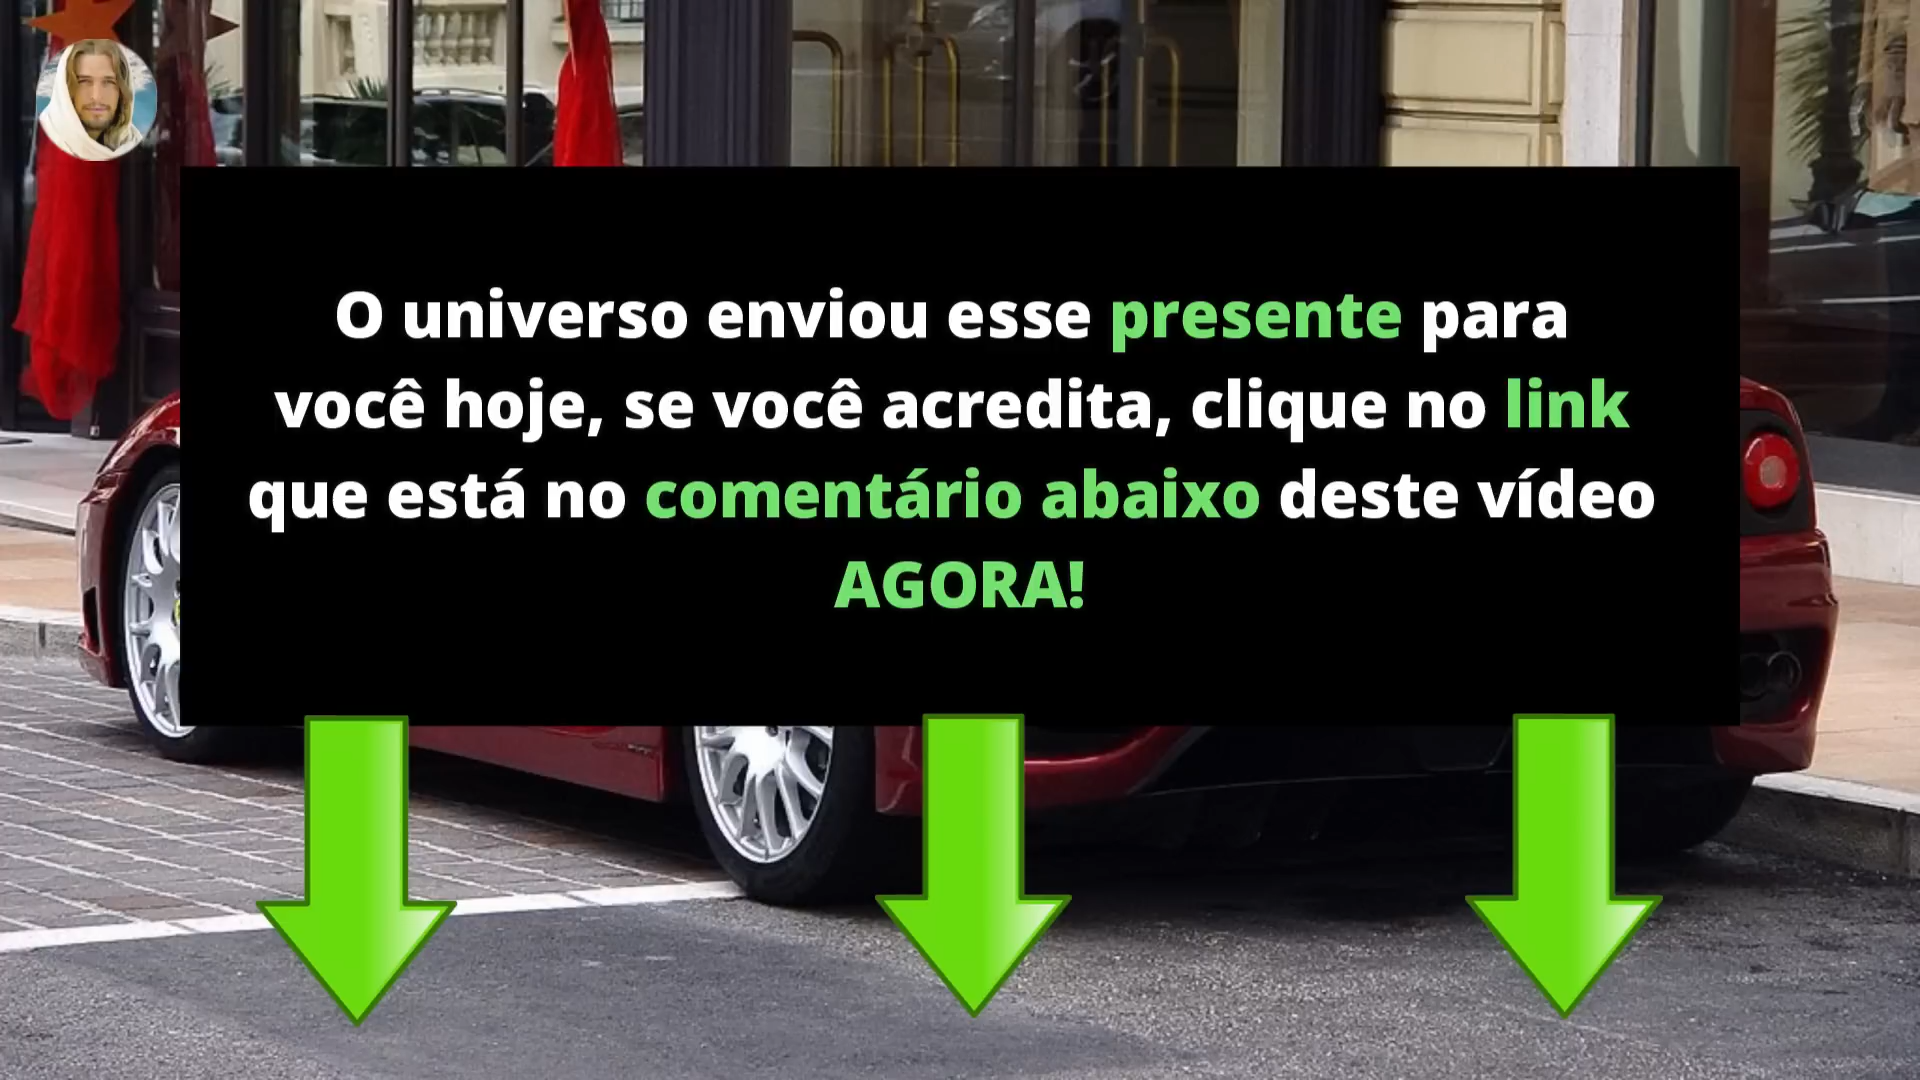 O universo enviou esse presente para
você hoje, se você acredita, clique no link
que está no comentário abaixo deste vídeo
AGORA!